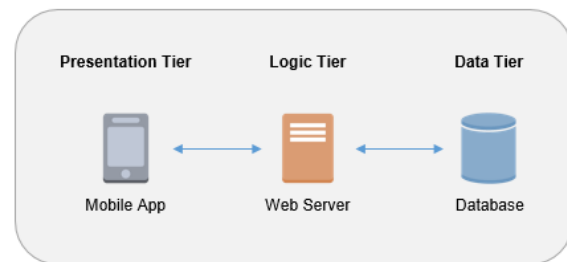 Presentation Tier
Logic Tier
Data Tier
Mobile App
Web Server
Database